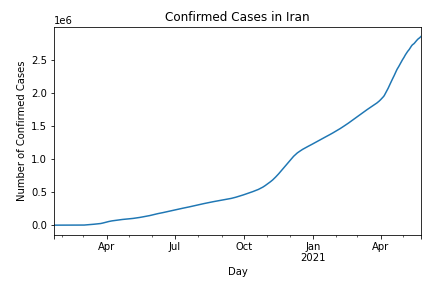 Confirmed Cases in Iran
1e6
2.5
2.0
1.5
1.0
0.5
0.0
Number of Confirmed Cases
Apr Jul Oct Jan Apr
2021
Day